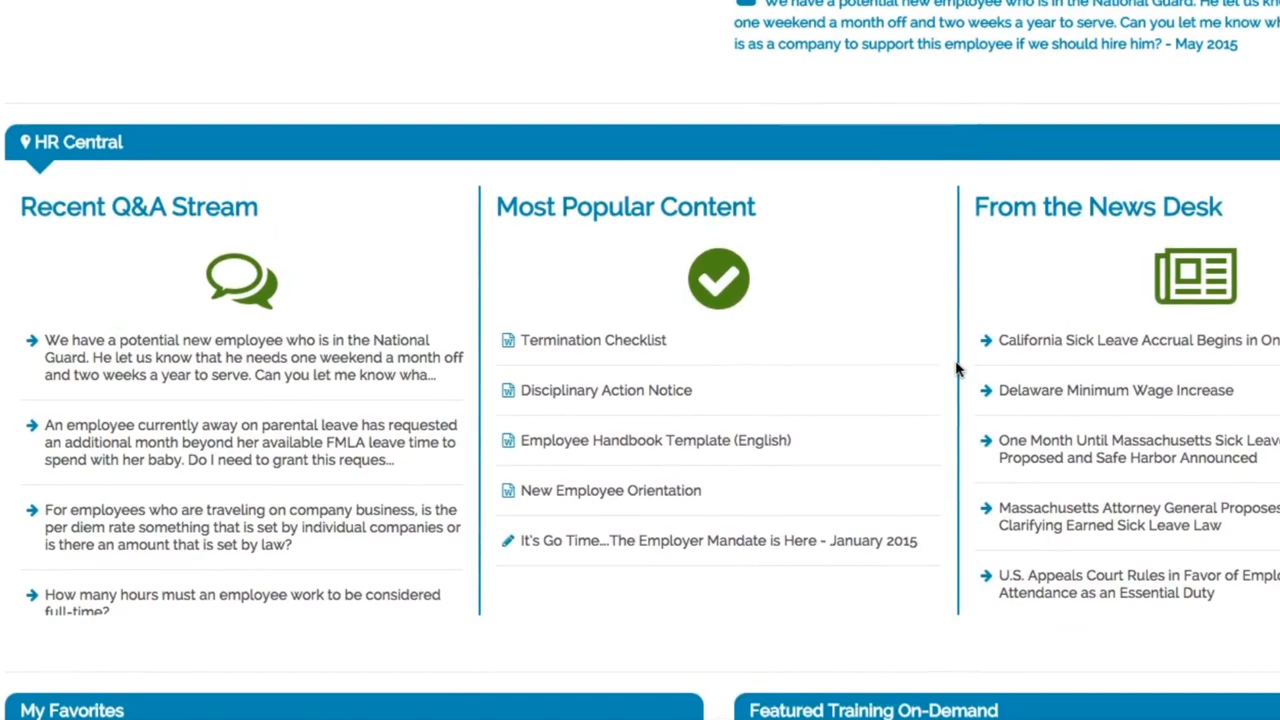 We have a potential new employee who is in the National Guard. He let us
one weekend a month off and two weeks a year to serve. Can you let me know
is as a company to support this employee if we should hire him? - May 2015
HR Central
Recent Q&A Stream
We have a potential new employee who is in the National
Guard. He let us know that he needs one weekend a month off
and two weeks a year to serve. Can you let me know wha...
An employee currently away on parental leave has requested
an additional month beyond her available FMLA leave time to
spend with her baby. Do I need to grant this reques...
For employees who are traveling on company business, is the
per diem rate something that is set by individual companies or
is there an amount that is set by law?
How many hours must an employee work to be considered
full-time?
Most Popular Content
Termination Checklist
Disciplinary Action Notice
Employee Handbook Template (English)
New Employee Orientation
It's Go Time....The Employer Mandate is Here - January 2015
From the News Desk
California Sick Leave Accrual Begins in
Delaware Minimum Wage Increase
One Month Until Massachusetts Sick
Proposed and Safe Harbor Announced
Massachusetts Attorney General Proposes
Clarifying Earned Sick Leave Law
U.S. Appeals Court Rules in Favor of
Attendance as an Essential Duty
My Favorites
Featured Training On-Demand